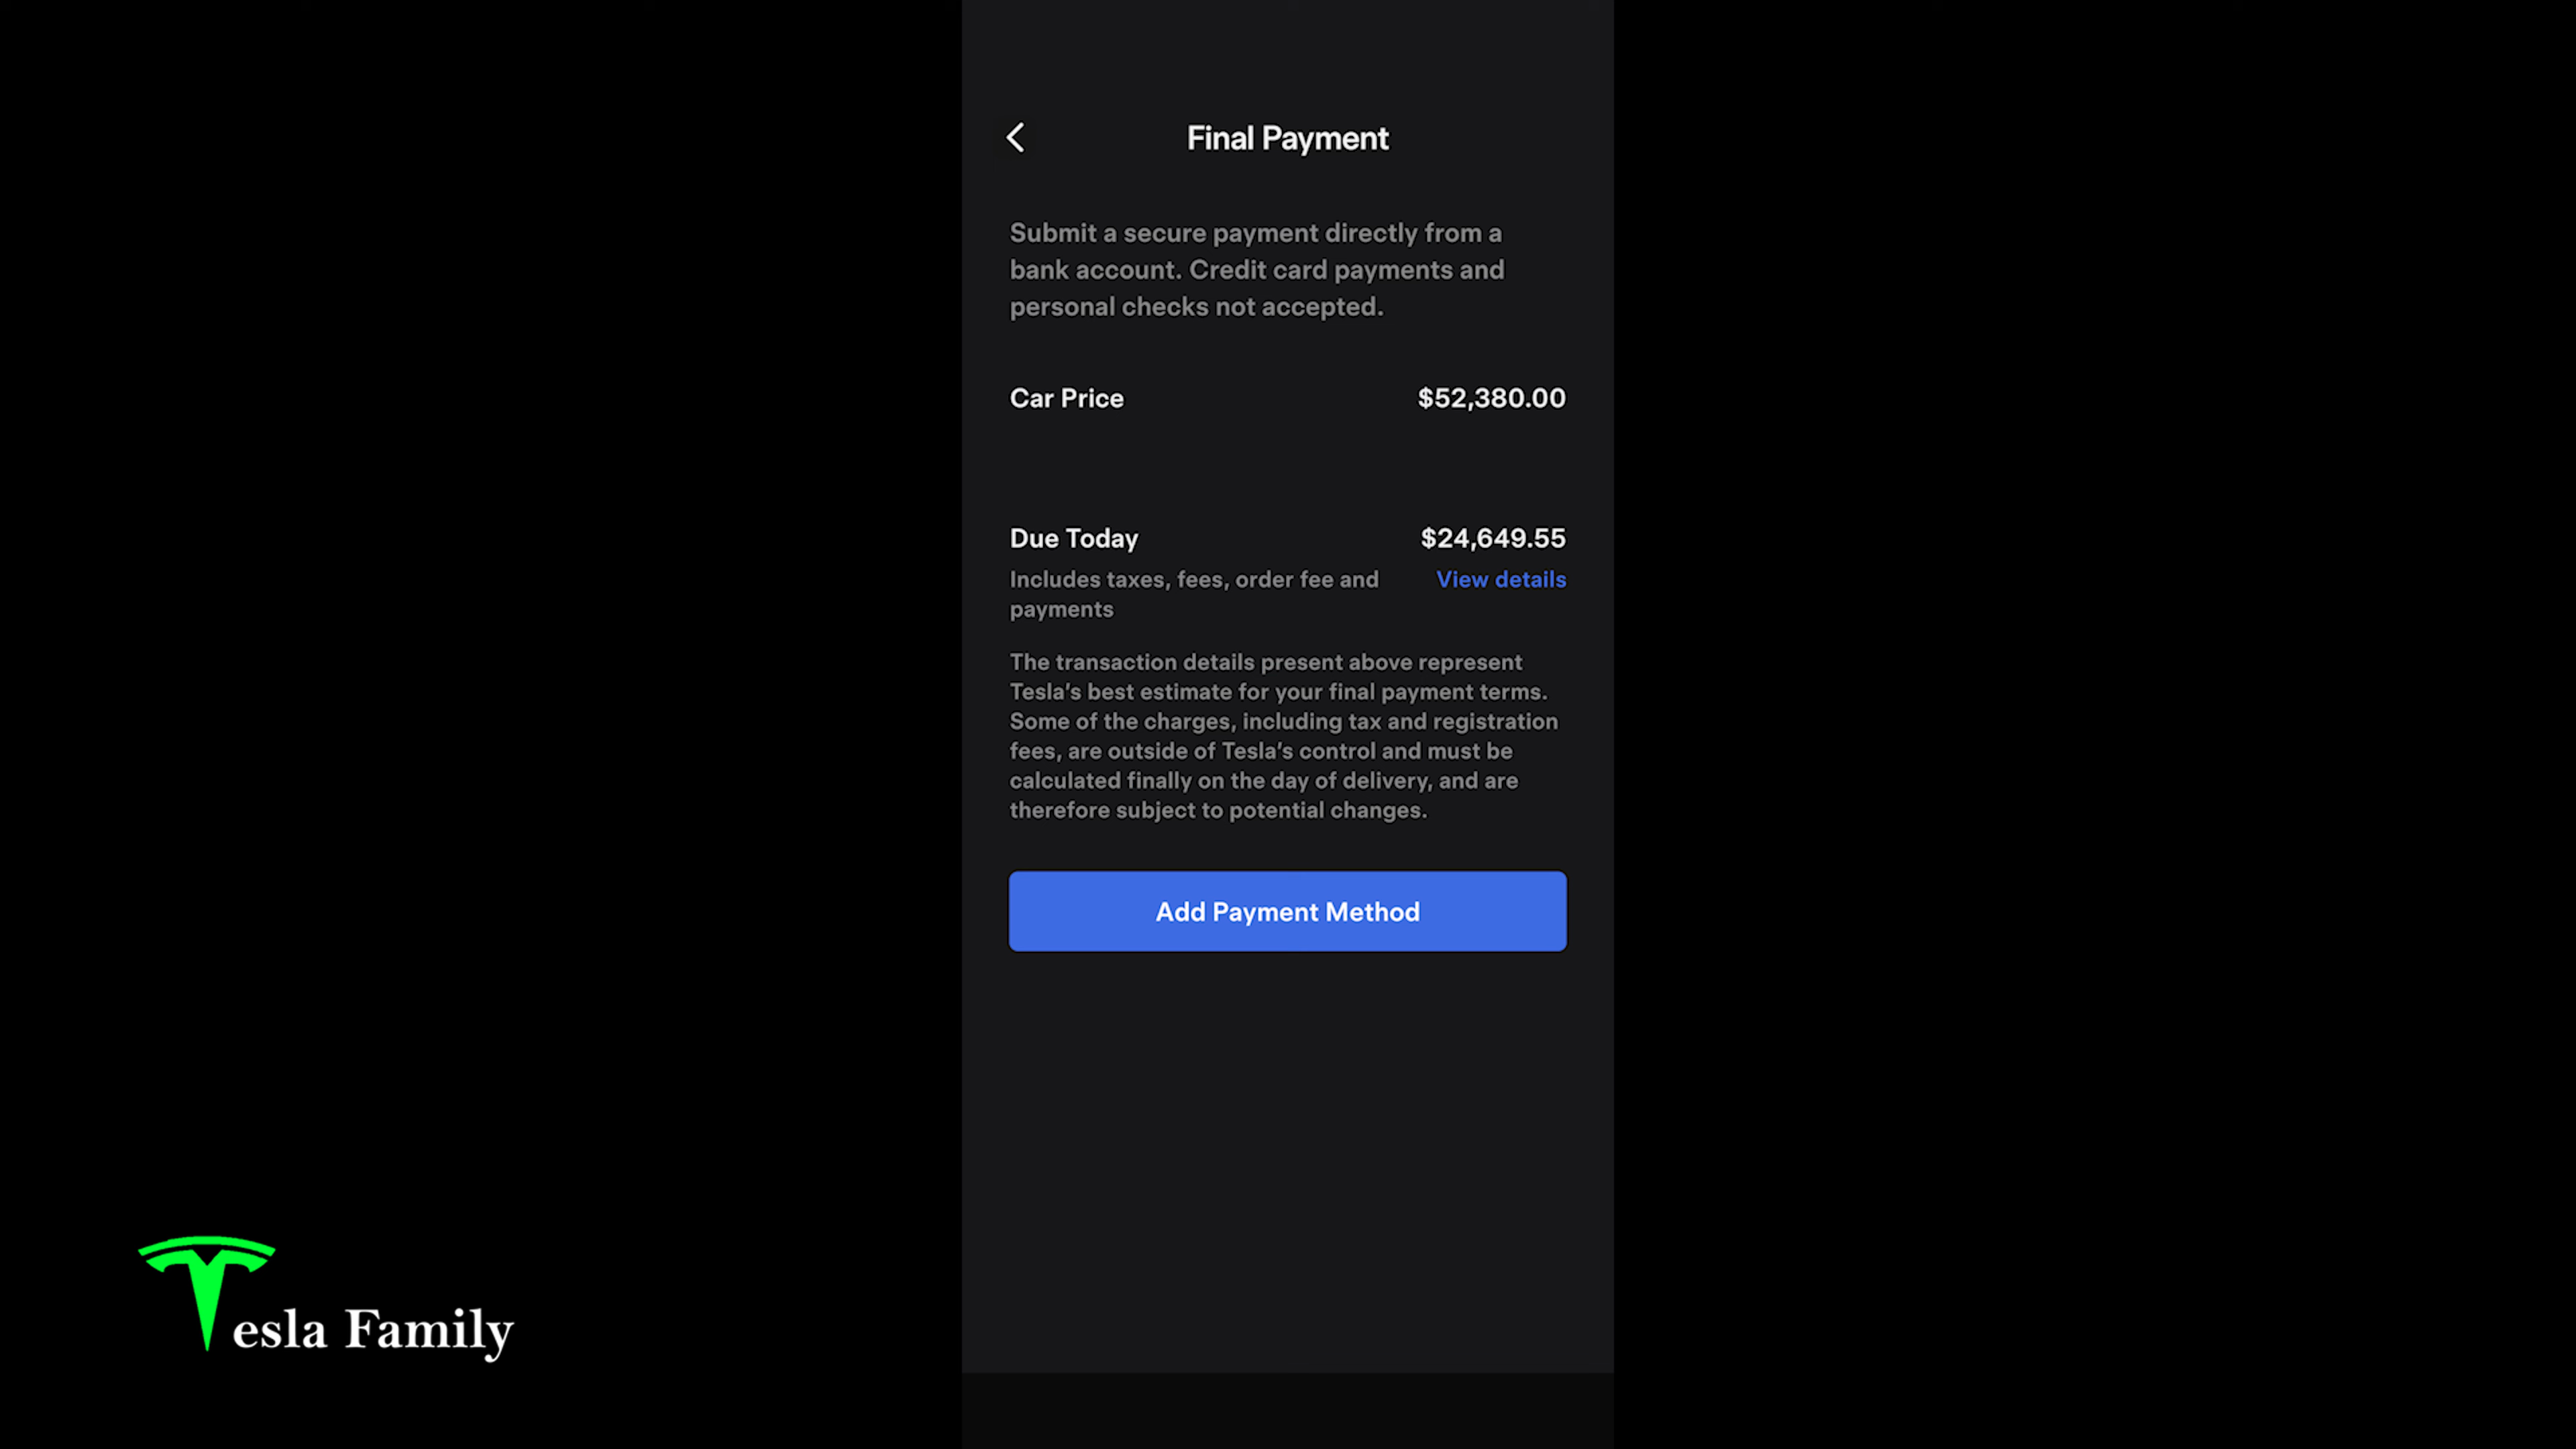 Final Payment
Submit a secure payment directly from a
bank account. Credit card payments and
personal checks not accepted.
Car Price $52,380.00
Due Today $24,649.55
Includes taxes, fees, order fee and View details
payments
The transaction details present above represent
Tesla's best estimate for your final payment terms.
Some of the charges, including tax and registration
fees, are outside of Tesla's control and must be
calculated finally on the day of delivery, and are
therefore subject to potential changes.
Add Payment Method
Tesla Family